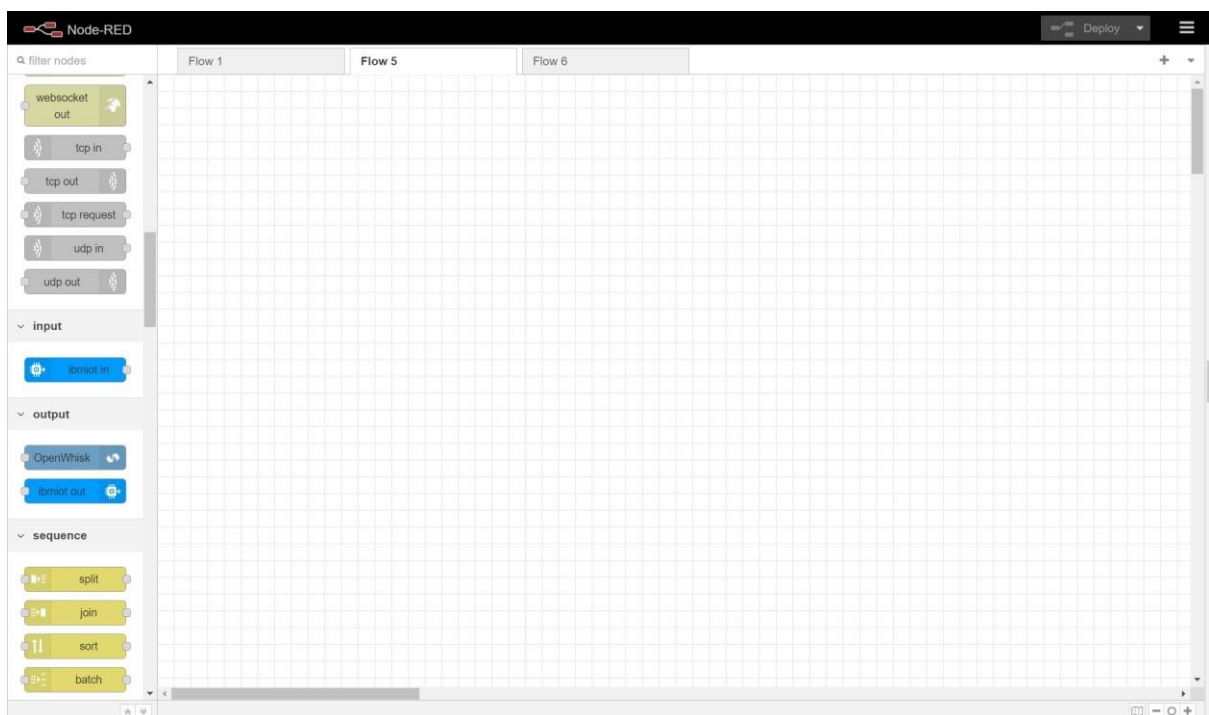 Node-RED
Deploy
filter nodes
Flow 1
Flow 5
Flow 6
websocket
out
tcp in
tcp out
tcp request
udp in
udp out
input
ibmiot in
output
OpenWhisk
ibmiot out
sequence
split
join
sort
batch